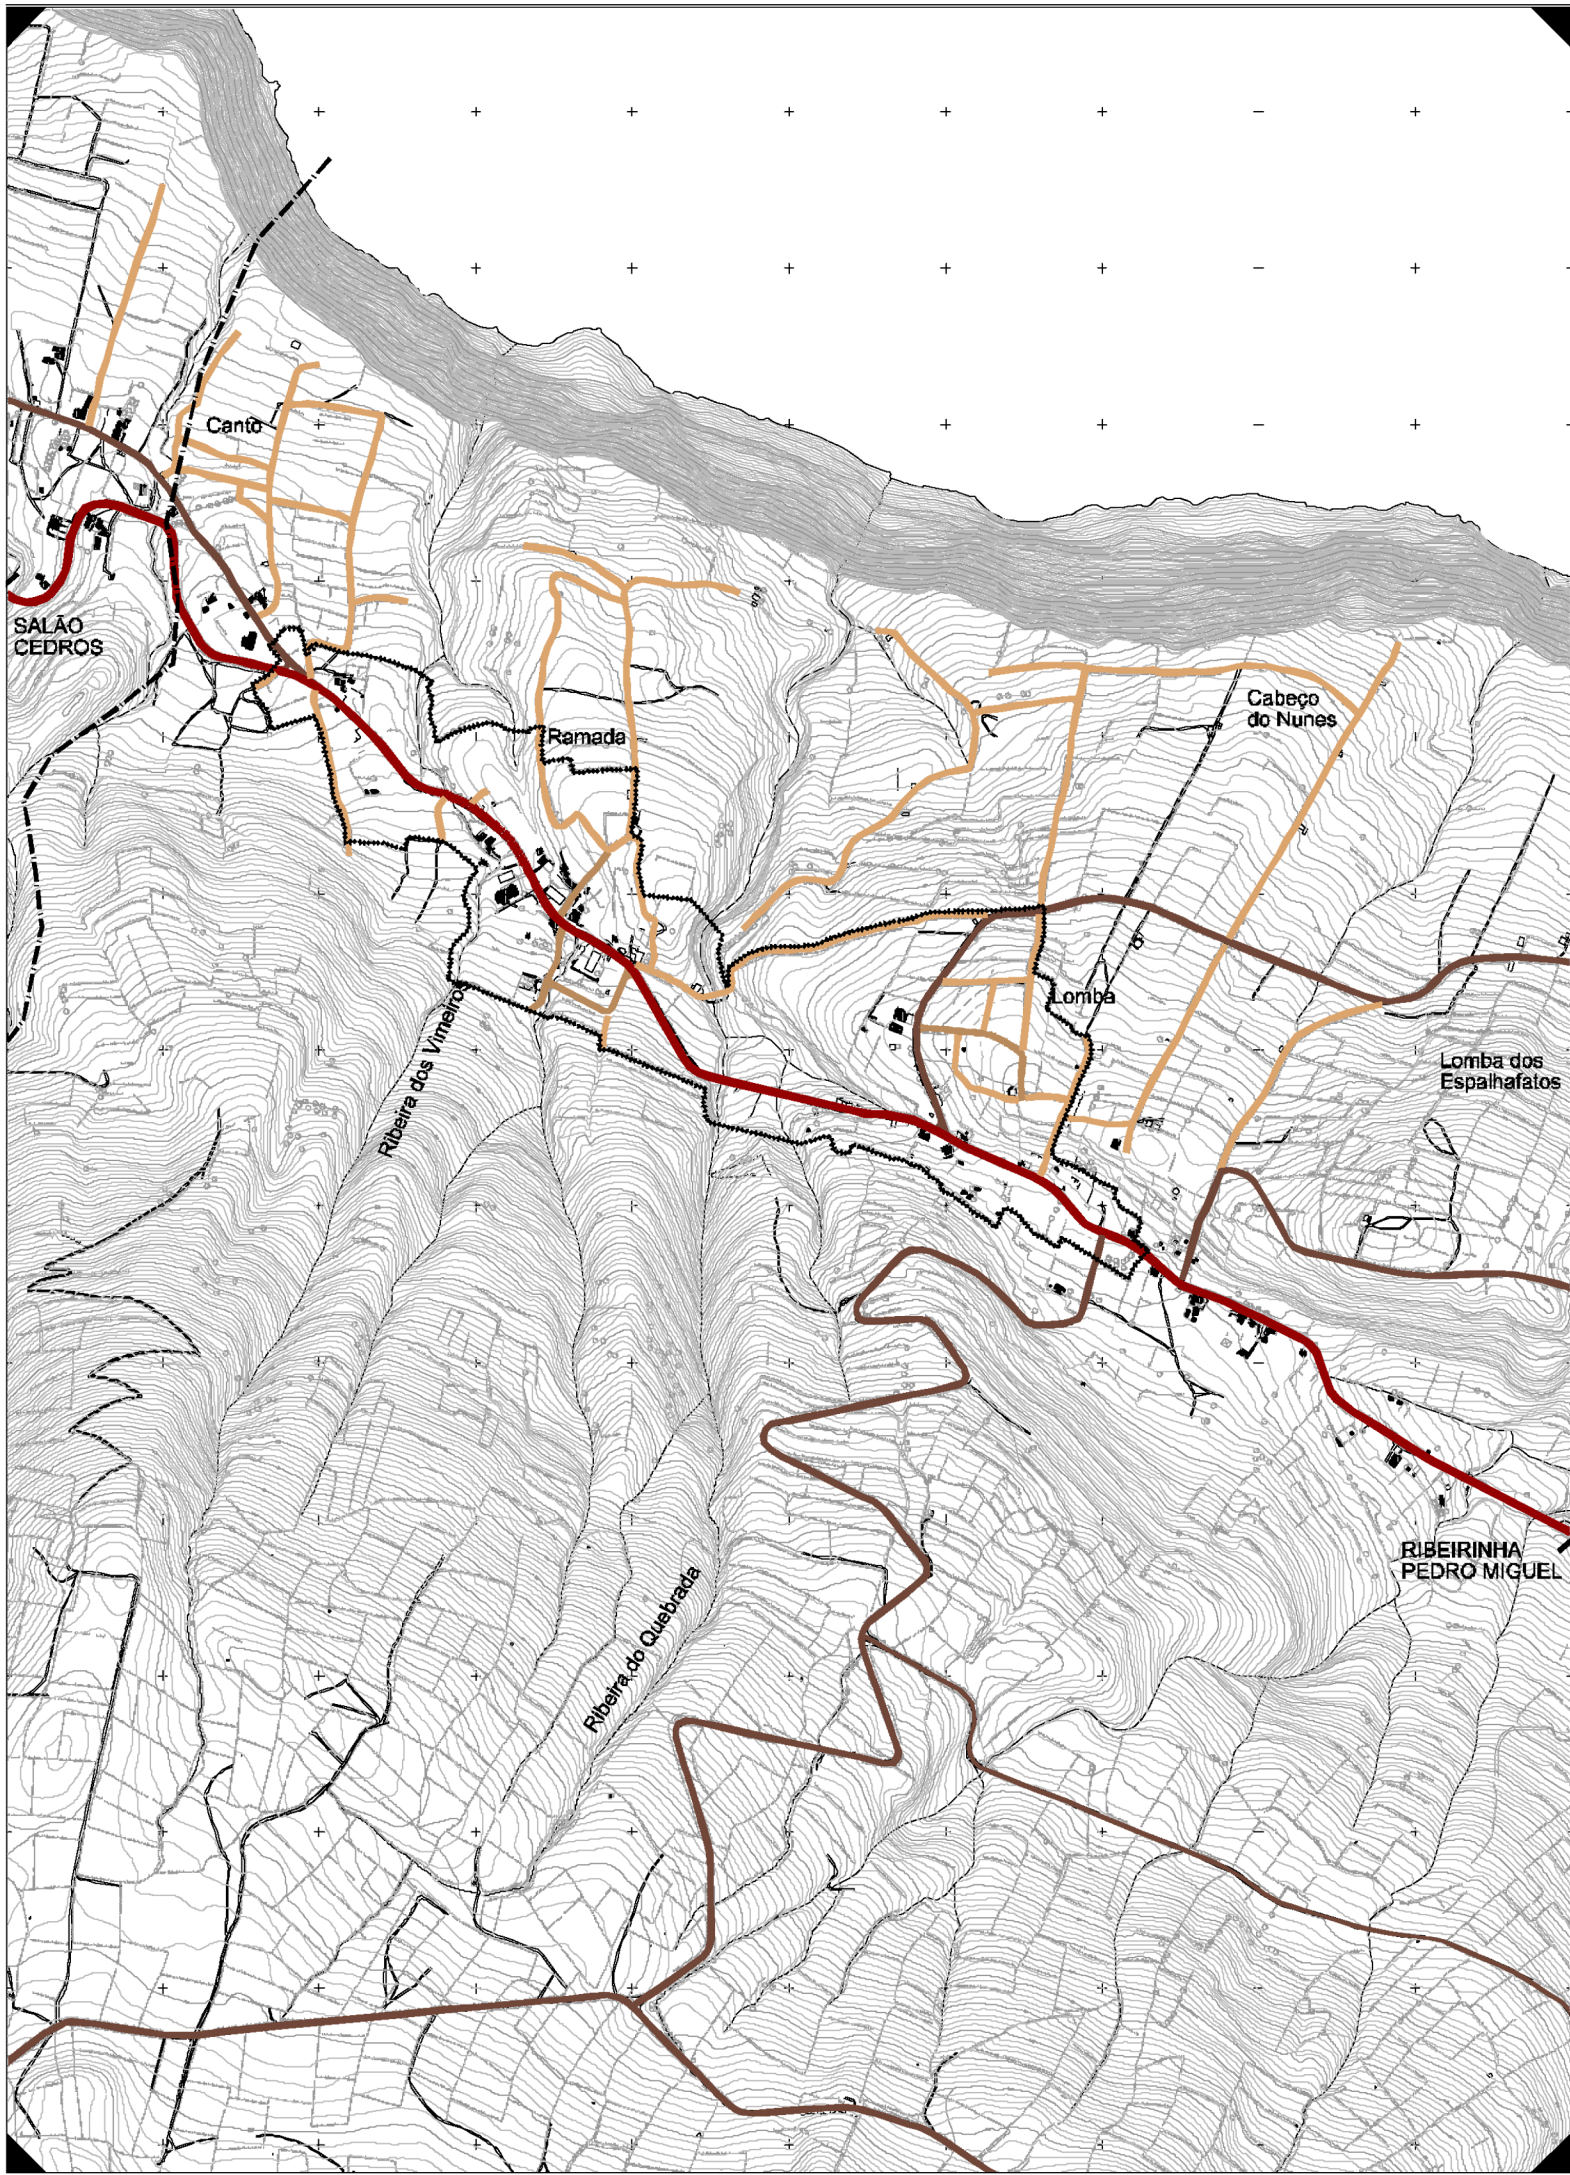 Canto
SALÃO
CEDROS
Cabeço
do Nunes
Ramada
Lomba
Ribeira dos Vimeiros
Lomba dos
Espalhafatos
RIBEIRINHA
PEDRO MIGUEL
Ribeira do Quebrada